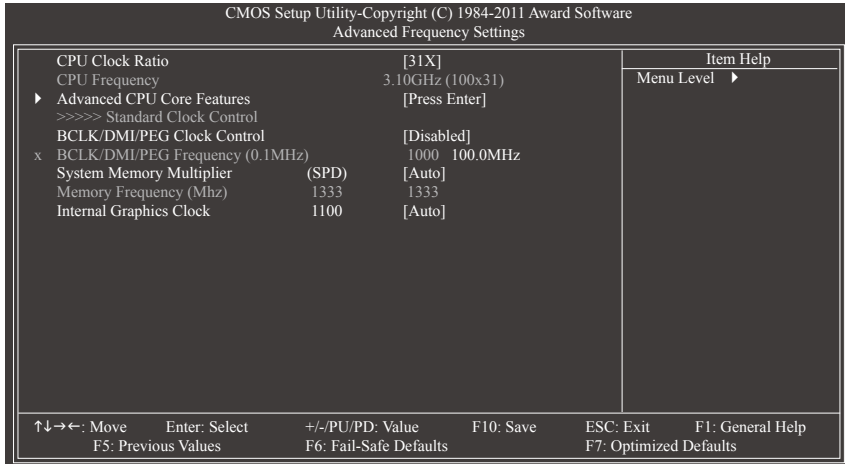 CMOS Setup Utility-Copyright (C) 1984-2011 Award Software
Advanced Frequency Settings
CPU Clock Ratio [31X]
CPU Frequency 3.10GHz (100x31)
▶ Advanced CPU Core Features [Press Enter]
>>>>> Standard Clock Control
BCLK/DMI/PEG Clock Control [Disabled]
x BCLK/DMI/PEG Frequency (0.1MHz) 1000 100.0MHz
System Memory Multiplier (SPD) [Auto]
Memory Frequency (Mhz) 1333 1333
Internal Graphics Clock 1100 [Auto]
Item Help
Menu Level ▶
↑↓→←: Move Enter: Select +/-/PU/PD: Value F10: Save ESC: Exit F1: General Help
F5: Previous Values F6: Fail-Safe Defaults F7: Optimized Defaults